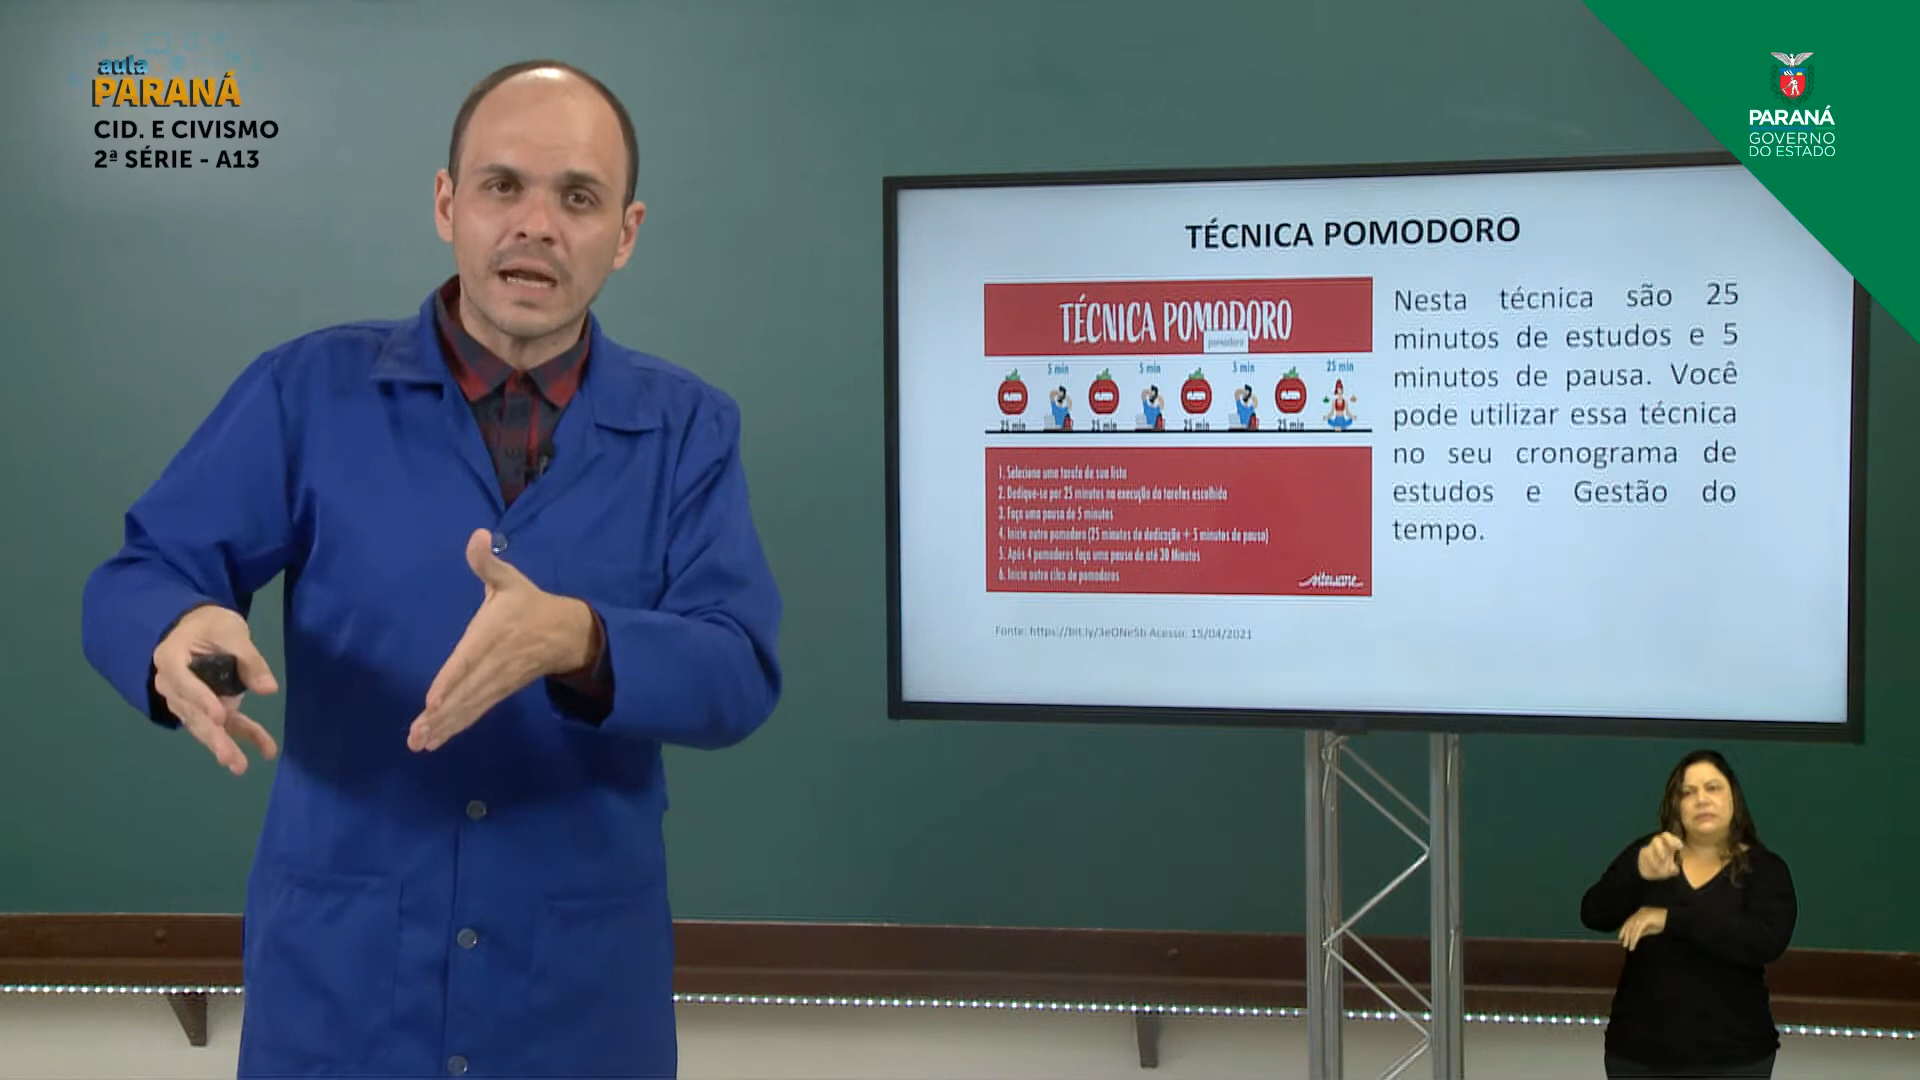 aula
PARANÁ
CID. E CIVISMO
2ª SÉRIE - A13
PARANÁ
GOVERNO
DO ESTADO
TÉCNICA POMODORO
TÉCNICA POMODORO
pomodoro
5 min 5 min 5 min 25 min
25 min 25 min 25 min 25 min
1. Selecione uma tarefa de sua lista
2. Dedique-se por 25 minutos na execução da tarefas escolhida
3. Faça uma pausa de 5 minutos
4. Inicie outro pomodoro (25 minutos de dedicação + 5 minutos de pausa)
5. Após 4 pomodoros faça uma pausa de até 30 Minutos
6. Inicie outro cilco de pomodoros
siteware
Nesta técnica são 25
minutos de estudos e 5
minutos de pausa. Você
pode utilizar essa técnica
no seu cronograma de
estudos e Gestão do
tempo.
Fonte: https://bit.ly/3eONeSb Acesso: 15/04/2021